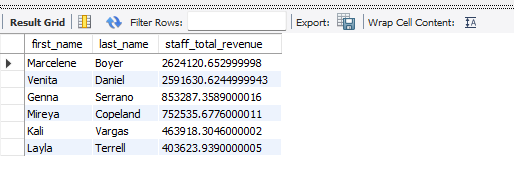 Result Grid Filter Rows: Export: Wrap Cell Content:
first_name last_name staff_total_revenue
Marcelene Boyer 2624120.652999998
Venita Daniel 2591630.6244999943
Genna Serrano 853287.3589000016
Mireya Copeland 752535.6776000011
Kali Vargas 463918.3046000002
Layla Terrell 403623.9390000005